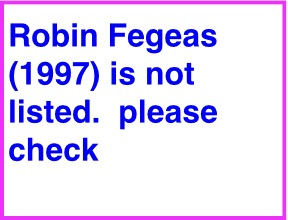 Robin Fegeas
(1997) is not
listed.  please
check